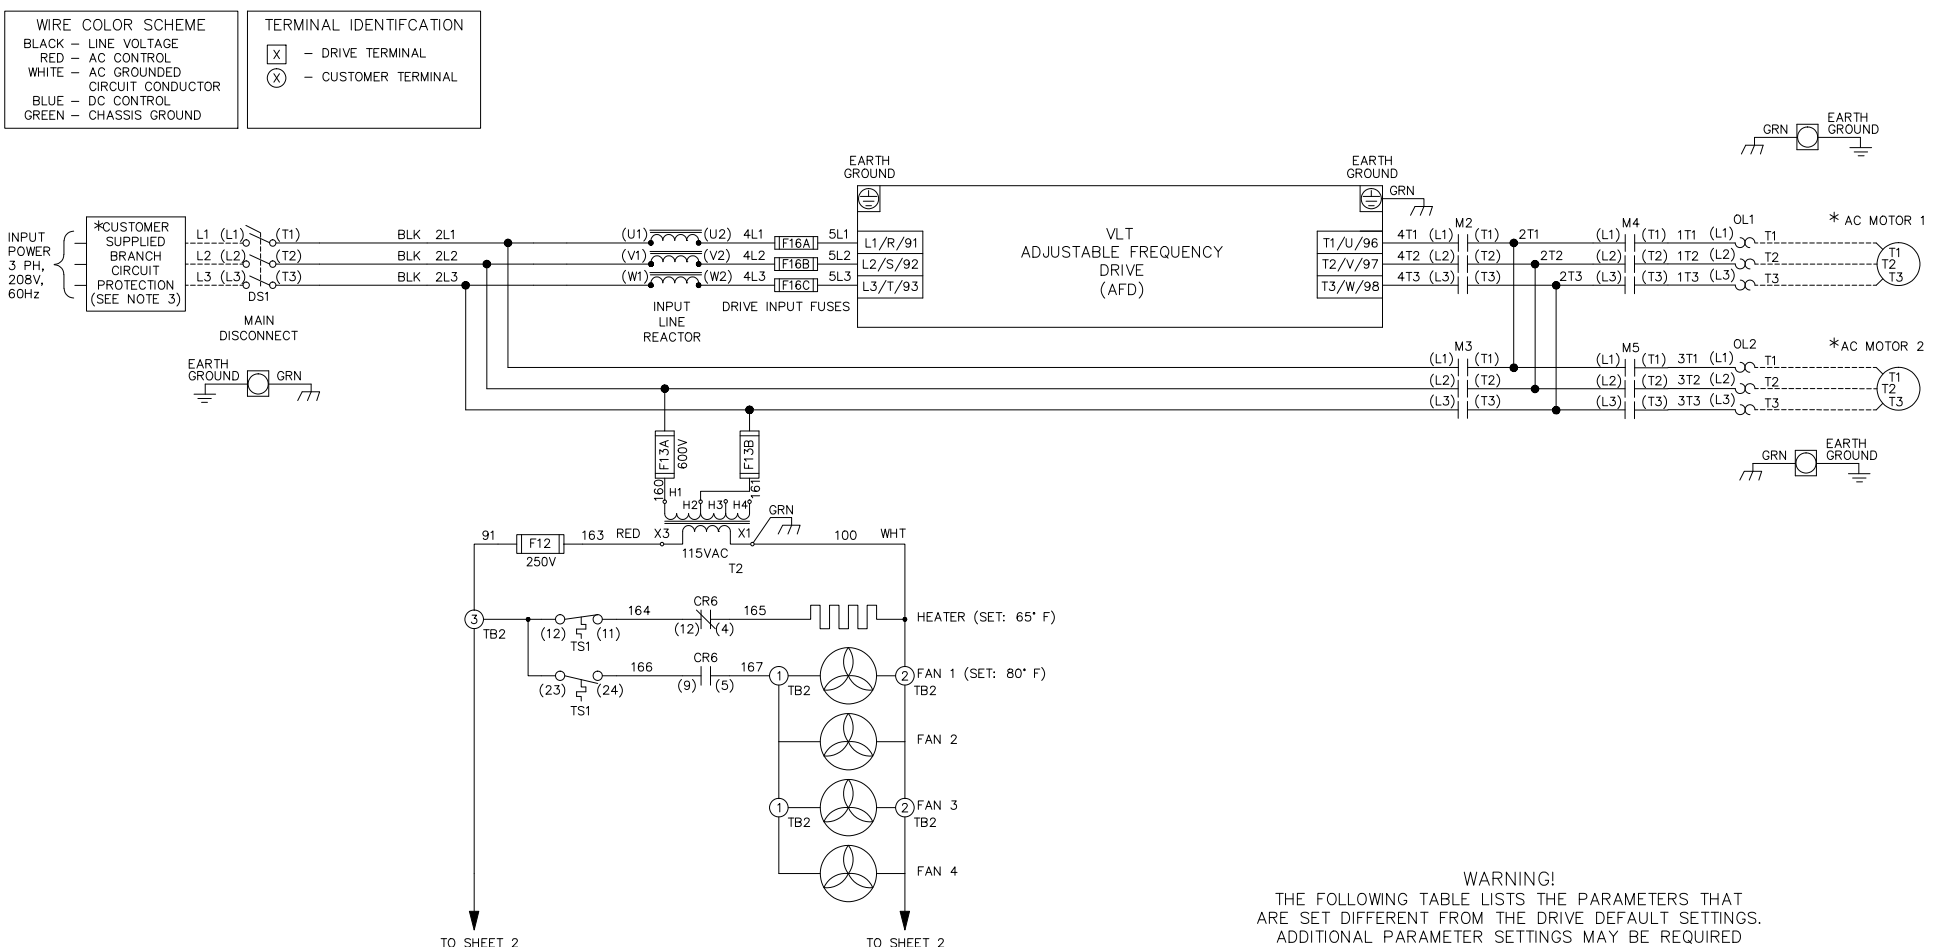 WIRE COLOR SCHEME
BLACK – LINE VOLTAGE
RED – AC CONTROL
WHITE – AC GROUNDED
CIRCUIT CONDUCTOR
BLUE – DC CONTROL
GREEN – CHASSIS GROUND
TERMINAL IDENTIFCATION
X – DRIVE TERMINAL
X – CUSTOMER TERMINAL
GRN EARTH GROUND
INPUT
POWER
3 PH,
208V,
60Hz
*CUSTOMER
SUPPLIED
BRANCH
CIRCUIT
PROTECTION
(SEE NOTE 3)
L1 (L1) (T1) BLK 2L1 (U1) (U2) 4L1 F16A 5L1 L1/R/91
L2 (L2) (T2) BLK 2L2 (V1) (V2) 4L2 F16B 5L2 L2/S/92
L3 (L3) (T3) BLK 2L3 (W1) (W2) 4L3 F16C 5L3 L3/T/93
DS1
MAIN
DISCONNECT
INPUT
LINE
REACTOR
DRIVE INPUT FUSES
EARTH
GROUND
VLT
ADJUSTABLE FREQUENCY
DRIVE
(AFD)
EARTH
GROUND
GRN
M2 M4 OL1 * AC MOTOR 1
T1/U/96 4T1 (L1) (T1) 2T1 (L1) (T1) 1T1 (L1) T1 T1
T2/V/97 4T2 (L2) (T2) 2T2 (L2) (T2) 1T2 (L2) T2 T2
T3/W/98 4T3 (L3) (T3) 2T3 (L3) (T3) 1T3 (L3) T3 T3
M3 M5 OL2 *AC MOTOR 2
(L1) (T1) (L1) (T1) 3T1 (L1) T1 T1
(L2) (T2) (L2) (T2) 3T2 (L2) T2 T2
(L3) (T3) (L3) (T3) 3T3 (L3) T3 T3
EARTH
GROUND GRN
GRN EARTH
GROUND
F13A 600V F13B
160 H1 H2 H3 H4 161
GRN
91 F12 163 RED X3 X1 100 WHT
250V
115VAC
T2
3 TB2
164 CR6 165 HEATER (SET: 65° F)
(12) (11) (12) (4)
TS1
166 CR6 167 1 2 FAN 1 (SET: 80° F)
(23) (24) (9) (5) TB2 TB2
TS1
FAN 2
1 2 FAN 3
TB2 TB2
FAN 4
TO SHEET 2 TO SHEET 2
WARNING!
THE FOLLOWING TABLE LISTS THE PARAMETERS THAT
ARE SET DIFFERENT FROM THE DRIVE DEFAULT SETTINGS.
ADDITIONAL PARAMETER SETTINGS MAY BE REQUIRED